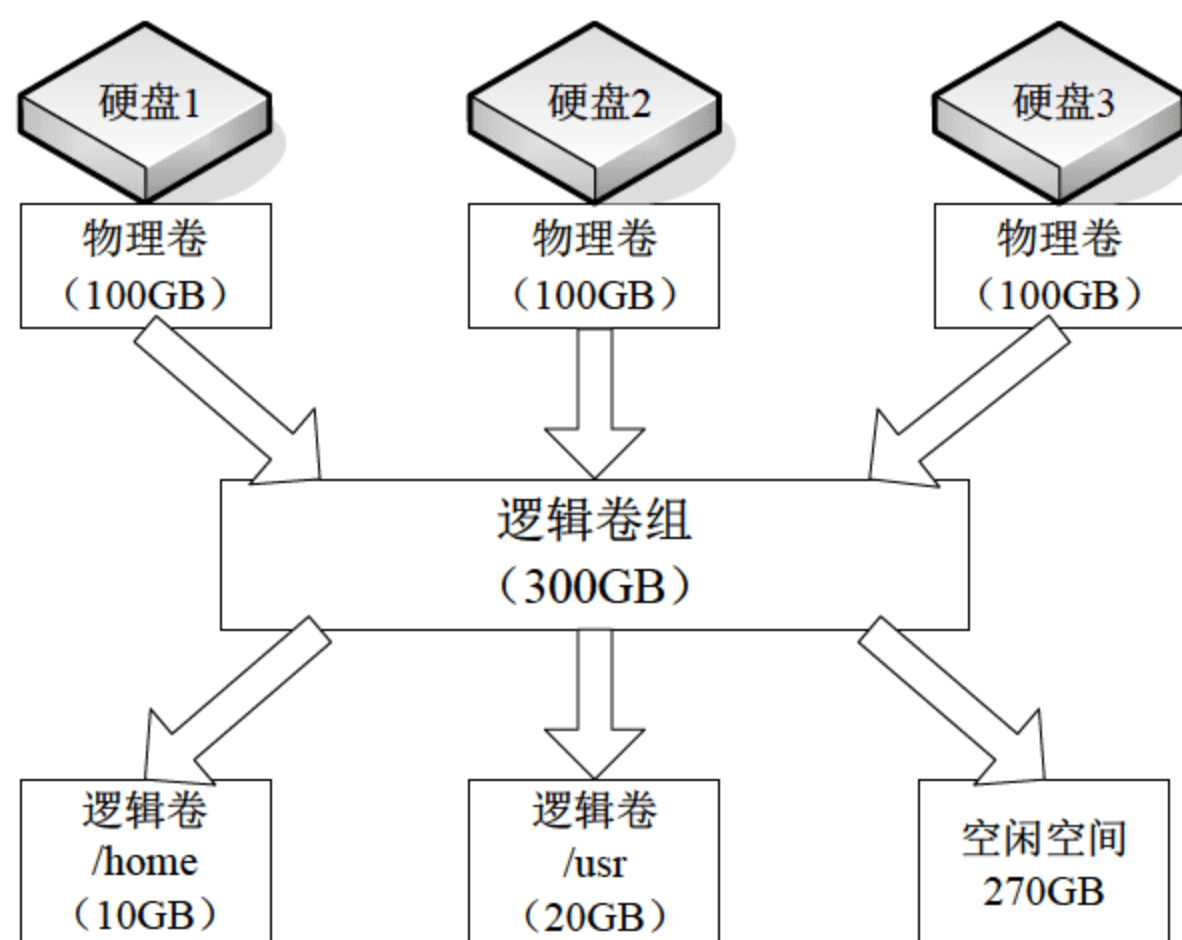 硬盘1
硬盘2
硬盘3
物理卷
（100GB）
物理卷
（100GB）
物理卷
（100GB）
逻辑卷组
（300GB）
逻辑卷
/home
（10GB）
逻辑卷
/usr
（20GB）
空闲空间
270GB